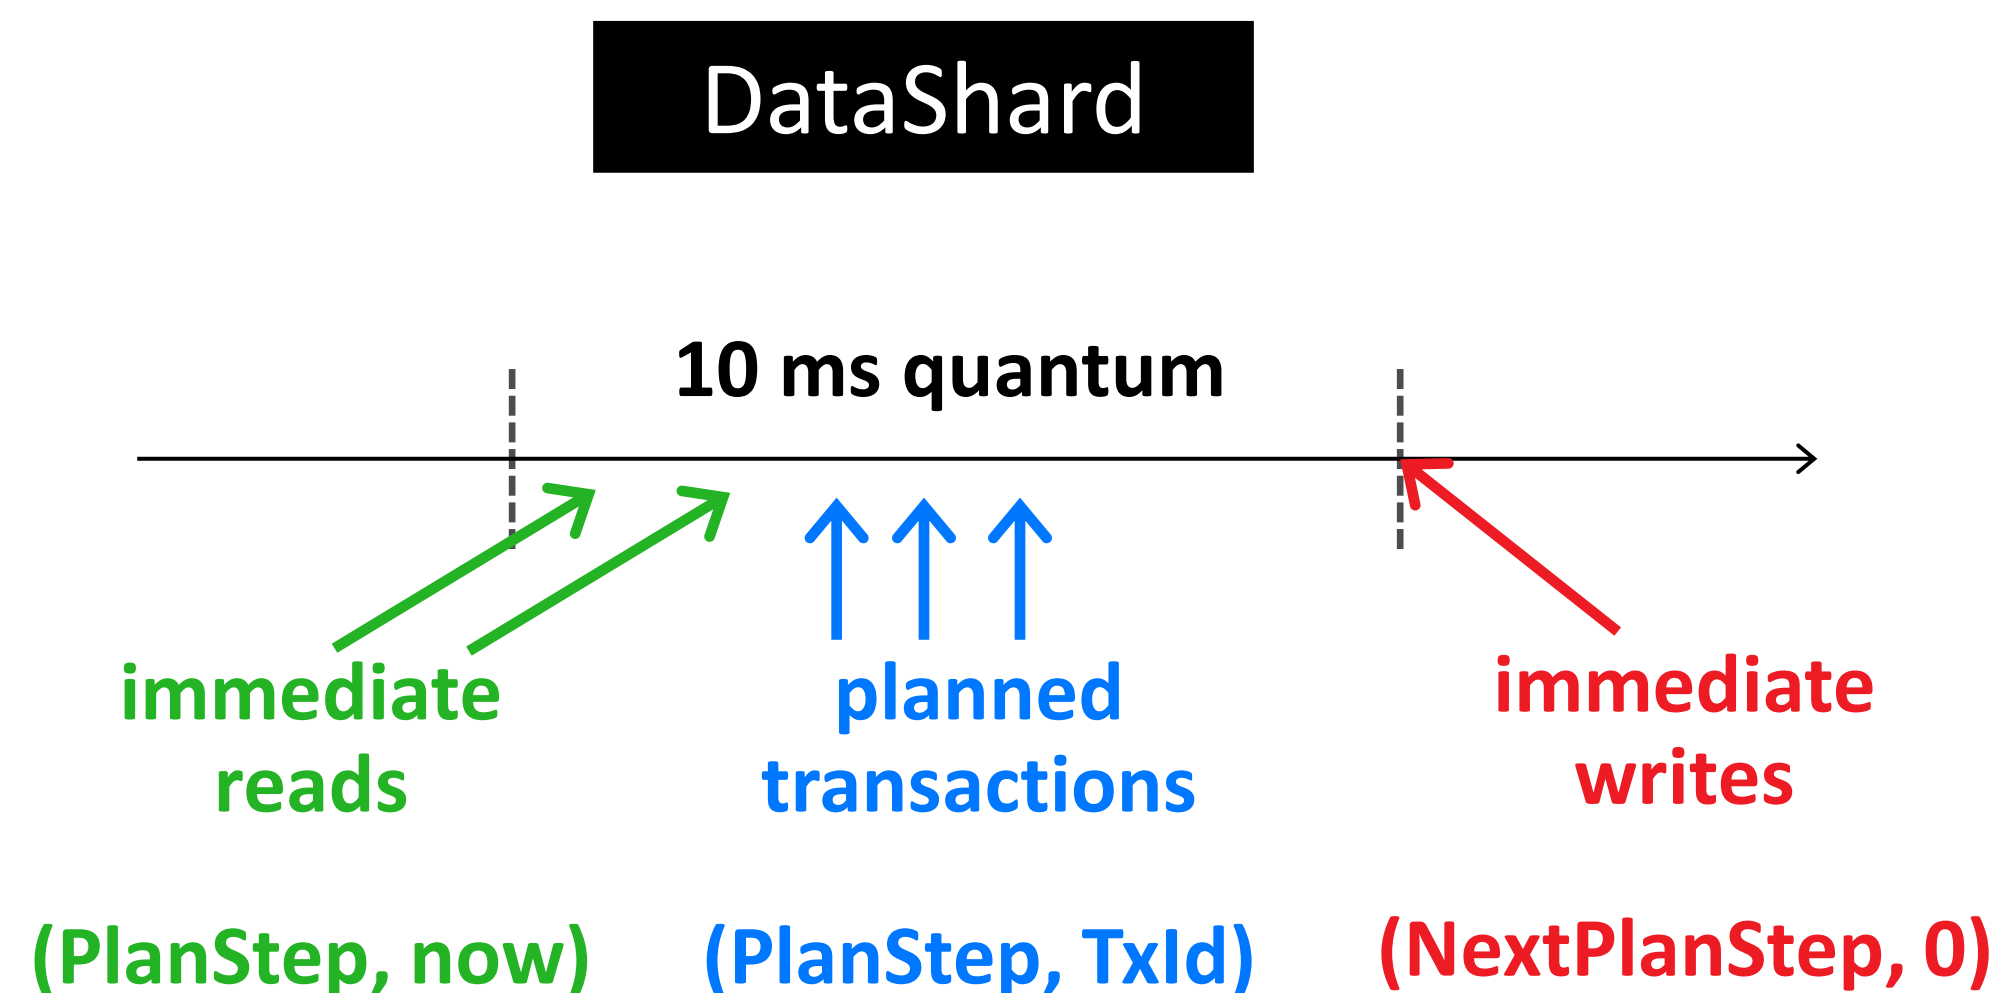 DataShard
10 ms quantum
immediate
reads
planned
transactions
immediate
writes
(PlanStep, now)
(PlanStep, TxId)
(NextPlanStep, 0)